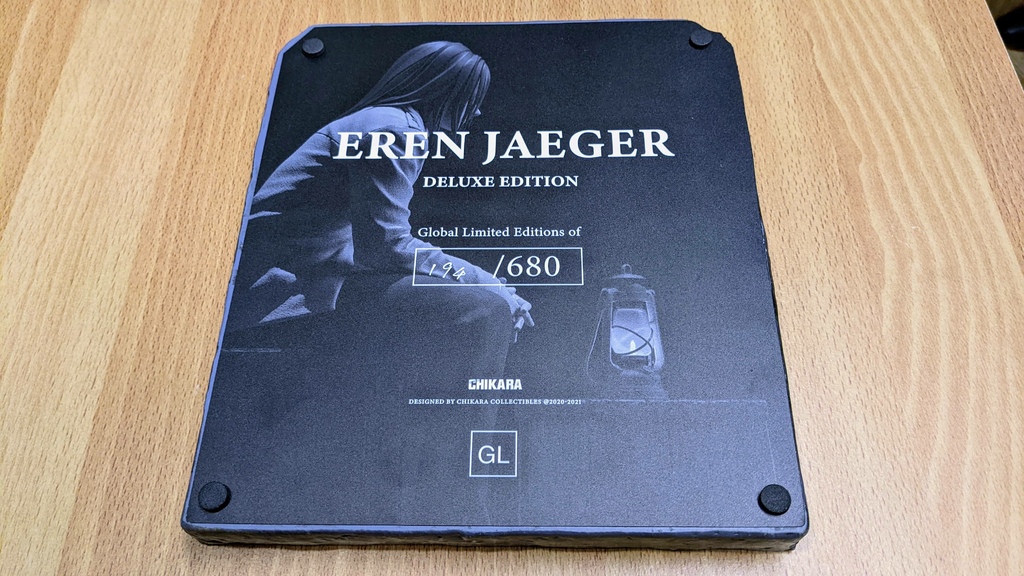 EREN JAEGER
DELUXE EDITION
Global Limited Editions of
194 /680
CHIKARA
DESIGNED BY CHIKARA COLLECTIBLES @2020-2021
GL